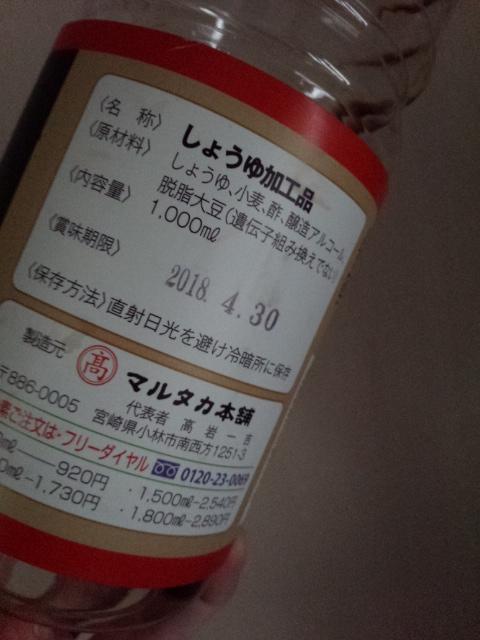 〈名 称〉 しょうゆ加工品
〈原材料〉 しょうゆ、小麦、酢、醸造アルコール、
脱脂大豆(遺伝子組み換えでない)
〈内容量〉 1.000㎖
〈賞味期限〉 2018. 4. 30
〈保存方法〉直射日光を避け冷暗所に保存
製造元 髙 マルタカ本舗
代表者 高岩一吉
〒886-0005 宮崎県小林市南西方1251-3
ご注文は・フリーダイヤル 0120-23-006
920円 ・1,500㎖-2,540円
1,730円 ・1,800㎖-2,890円